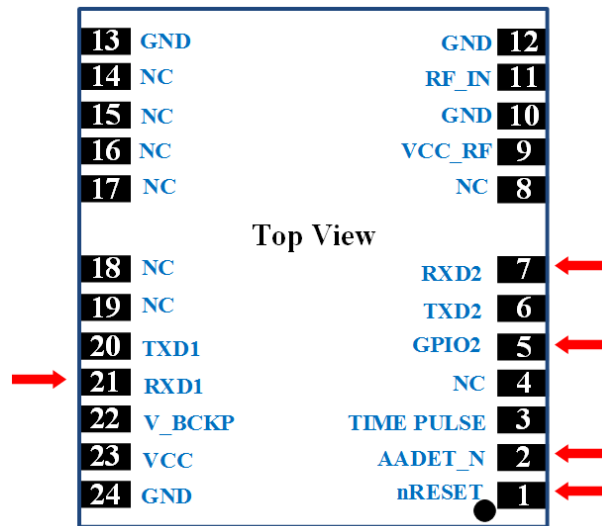 13 GND GND 12
14 NC RF_IN 11
15 NC GND 10
16 NC VCC_RF 9
17 NC NC 8
Top View
18 NC RXD2 7
19 NC TXD2 6
20 TXD1 GPIO2 5
21 RXD1 NC 4
22 V_BCKP TIME PULSE 3
23 VCC AADET_N 2
24 GND nRESET 1